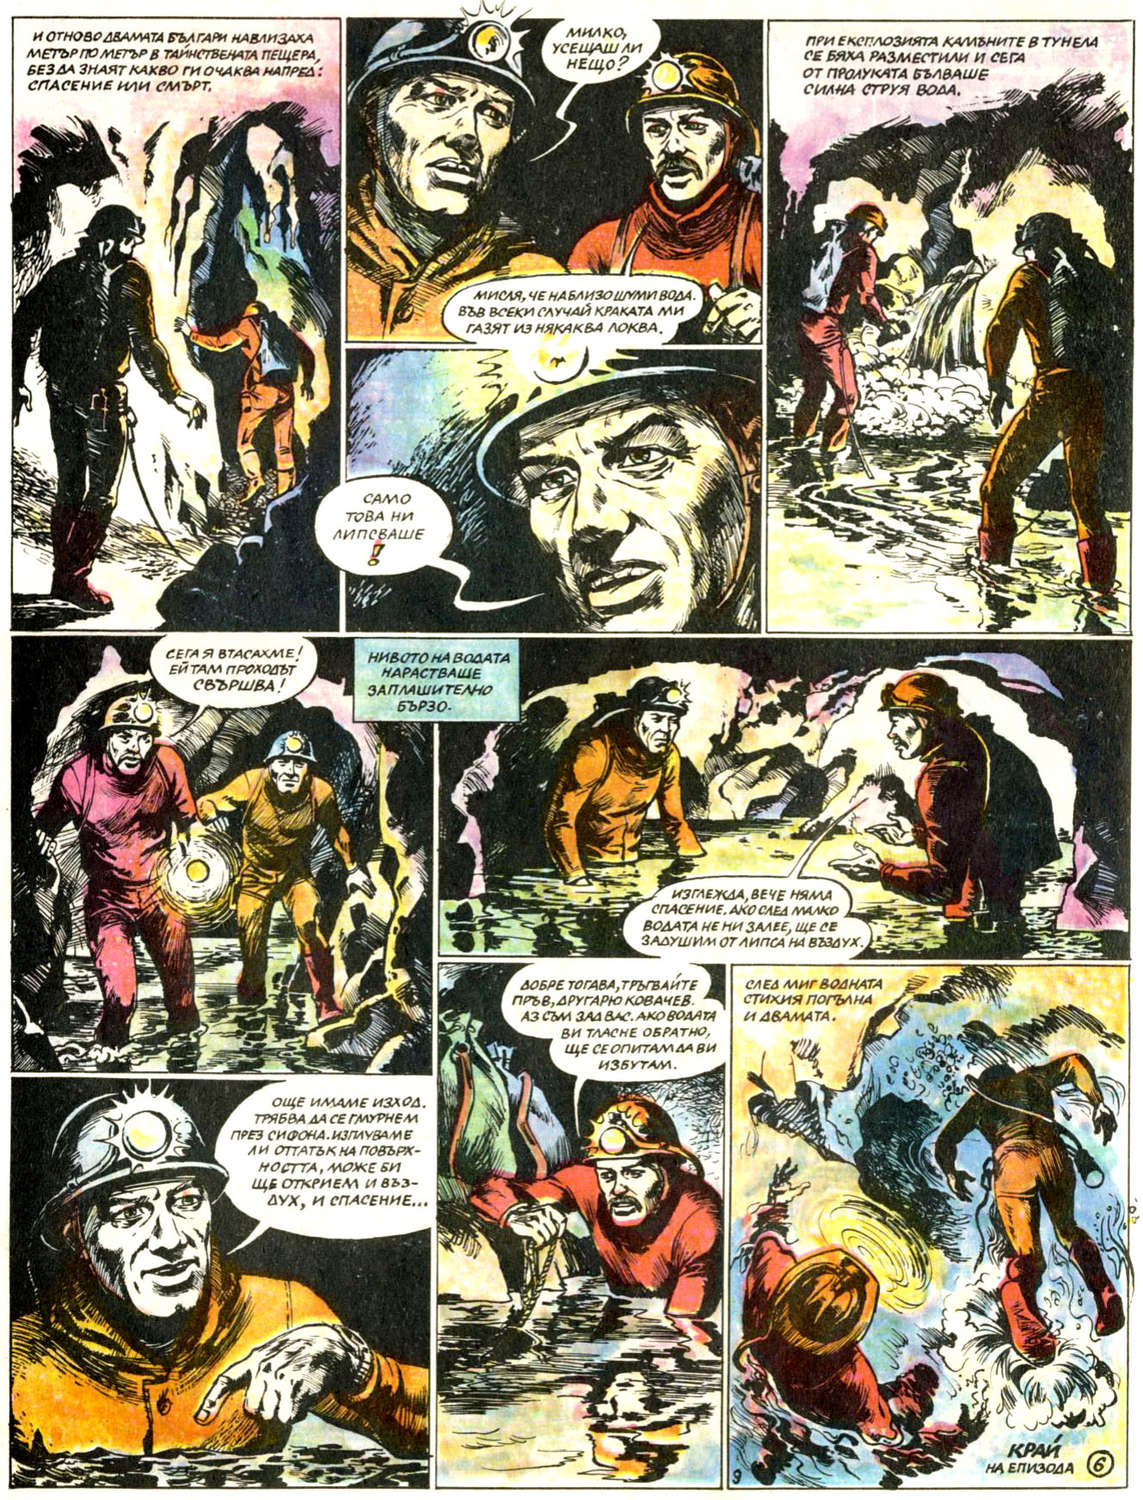 И ОТНОВО ДВАМАТА БЪЛГАРИ НАВЛИЗАХА
МЕТЪР ПО МЕТЪР В ТАЙНСТВЕНАТА ПЕЩЕРА,
БЕЗ ДА ЗНАЯТ КАКВО ГИ ОЧАКВА НАПРЕД:
СПАСЕНИЕ ИЛИ СМЪРТ.
МИЛКО,
УСЕЩАШ ЛИ
НЕЩО?
МИСЛЯ, ЧЕ НАБЛИЗО ШУМИ ВОДА.
ВЪВ ВСЕКИ СЛУЧАЙ КРАКАТА МИ
ГАЗЯТ ИЗ НЯКАКВА ЛОКВА.
САМО
ТОВА НИ
ЛИПСВАШЕ
!
ПРИ ЕКСПЛОЗИЯТА КАМЪНИТЕ В ТУНЕЛА
СЕ БЯХА РАЗМЕСТИЛИ И СЕГА
ОТ ПРОЛУКАТА БЪЛВАШЕ
СИЛНА СТРУЯ ВОДА.
СЕГА Я ВТАСАХМЕ!
ЕЙ ТАМ ПРОХОДЪТ
СВЪРШВА!
НИВОТО НА ВОДАТА
НАРАСТВАШЕ
ЗАПЛАШИТЕЛНО
БЪРЗО.
ИЗГЛЕЖДА, ВЕЧЕ НЯМА
СПАСЕНИЕ. АКО СЛЕД МАЛКО
ВОДАТА НЕ НИ ЗАЛЕЕ, ЩЕ СЕ
ЗАДУШИМ ОТ ЛИПСА НА ВЪЗДУХ.
ОЩЕ ИМАМЕ ИЗХОД.
ТРЯБВА ДА СЕ ГМУРНЕМ
ПРЕЗ СИФОНА. ИЗПЛУВАМЕ
ЛИ ОТТАТЪК НА ПОВЪРХ-
НОСТТА, МОЖЕ БИ
ЩЕ ОТКРИЕМ И ВЪЗ-
ДУХ, И СПАСЕНИЕ...
ДОБРЕ ТОГАВА, ТРЪГВАЙТЕ
ПРЪВ, ДРУГАРЮ КОВАЧЕВ.
АЗ СЪМ ЗАД ВАС. АКО ВОДАТА
ВИ ТЛАСНЕ ОБРАТНО,
ЩЕ СЕ ОПИТАМ ДА ВИ
ИЗБУТАМ.
СЛЕД МИГ ВОДНАТА
СТИХИЯ ПОГЪЛНА
И ДВАМАТА.
КРАЙ
НА ЕПИЗОДА
6
9